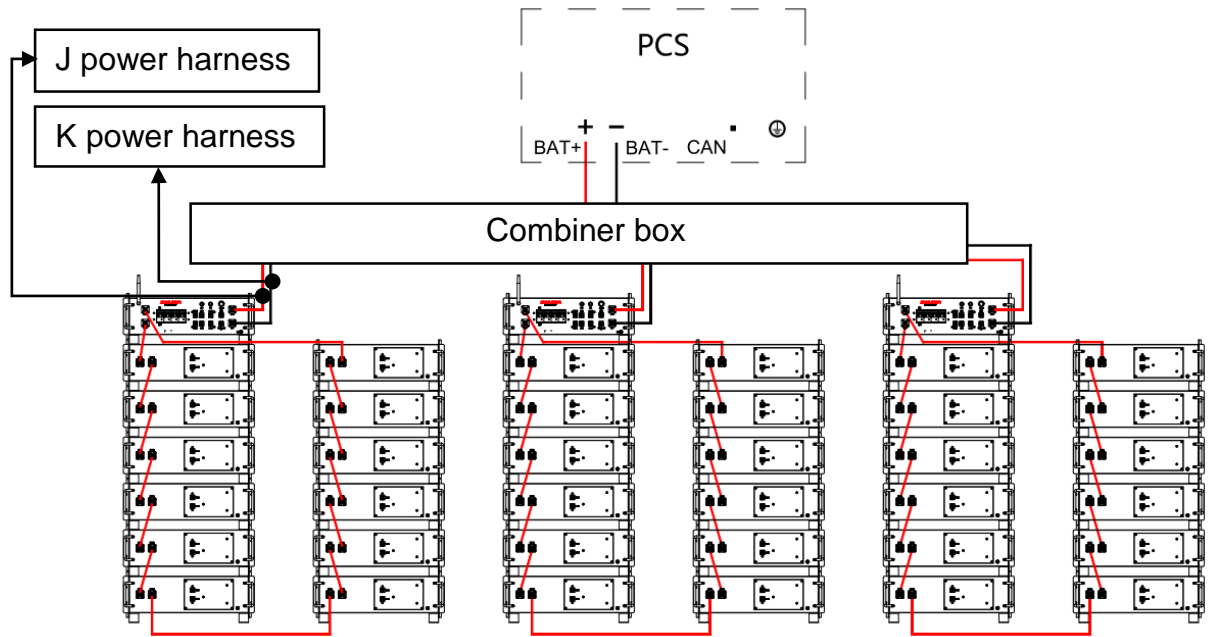 J power harness
K power harness
PCS
+ −
BAT+ BAT- CAN
Combiner box